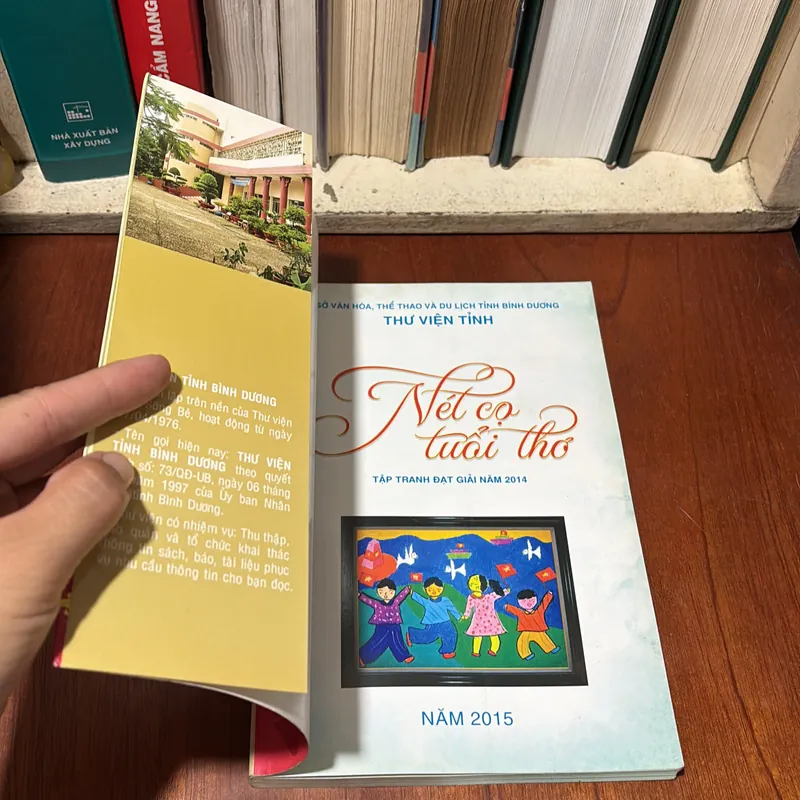 NHÀ XUẤT BẢN
XÂY DỰNG
CẨM NANG
TỈNH BÌNH DƯƠNG
trên nền của Thư viện
Bé, hoạt động từ ngày
/1976.
Tên gọi hiện nay: THƯ VIỆN
TỈNH BÌNH DƯƠNG theo quyết
số: 73/QĐ-UB, ngày 06 tháng
năm 1997 của Ủy ban Nhân
Bình Dương.
viện có nhiệm vụ: Thu thập,
quản và tổ chức khai thác
thông tin sách, báo, tài liệu phục
vụ nhu cầu thông tin cho bạn đọc.
SỞ VĂN HÓA, THỂ THAO VÀ DU LỊCH TỈNH BÌNH DƯƠNG
THƯ VIỆN TỈNH
Nét cọ
tuổi thơ
TẬP TRANH ĐẠT GIẢI NĂM 2014
NĂM 2015